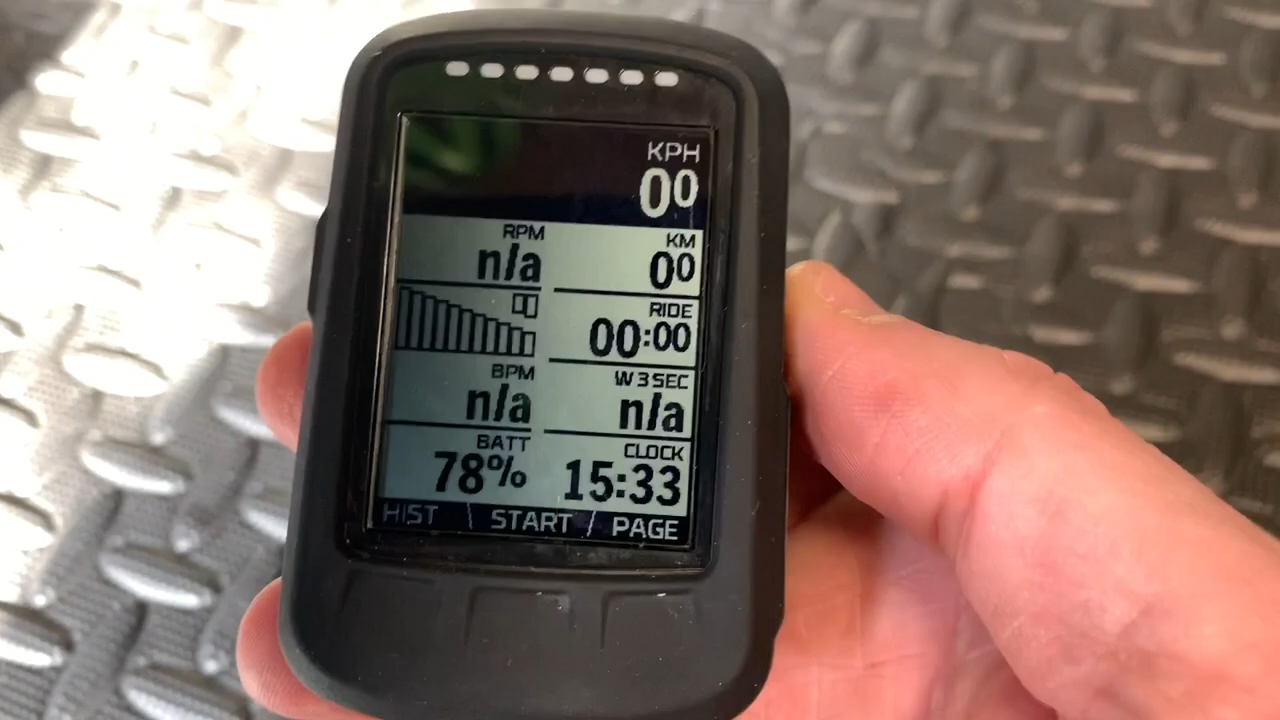 KPH
00
RPM
n/a
KM
00
RIDE
00:00
BPM
n/a
W 3 SEC
n/a
BATT
78%
CLOCK
15:33
HIST START PAGE